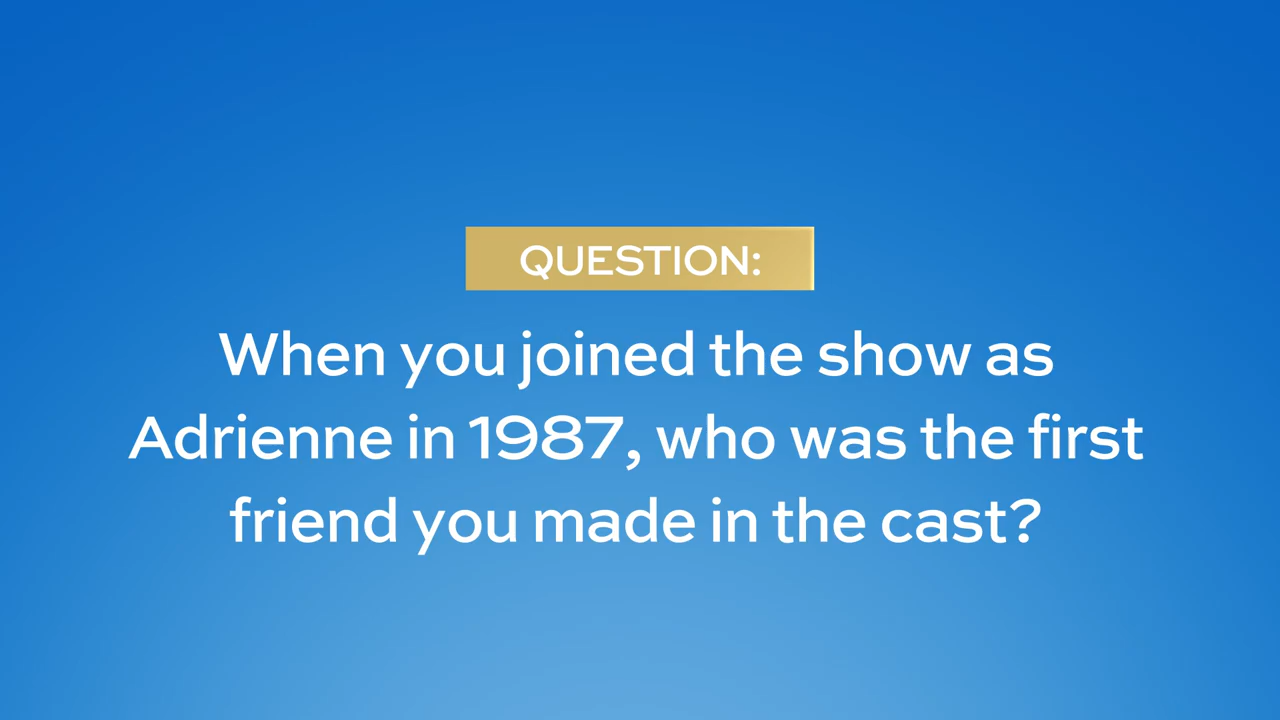 QUESTION:
When you joined the show as
Adrienne in 1987, who was the first
friend you made in the cast?